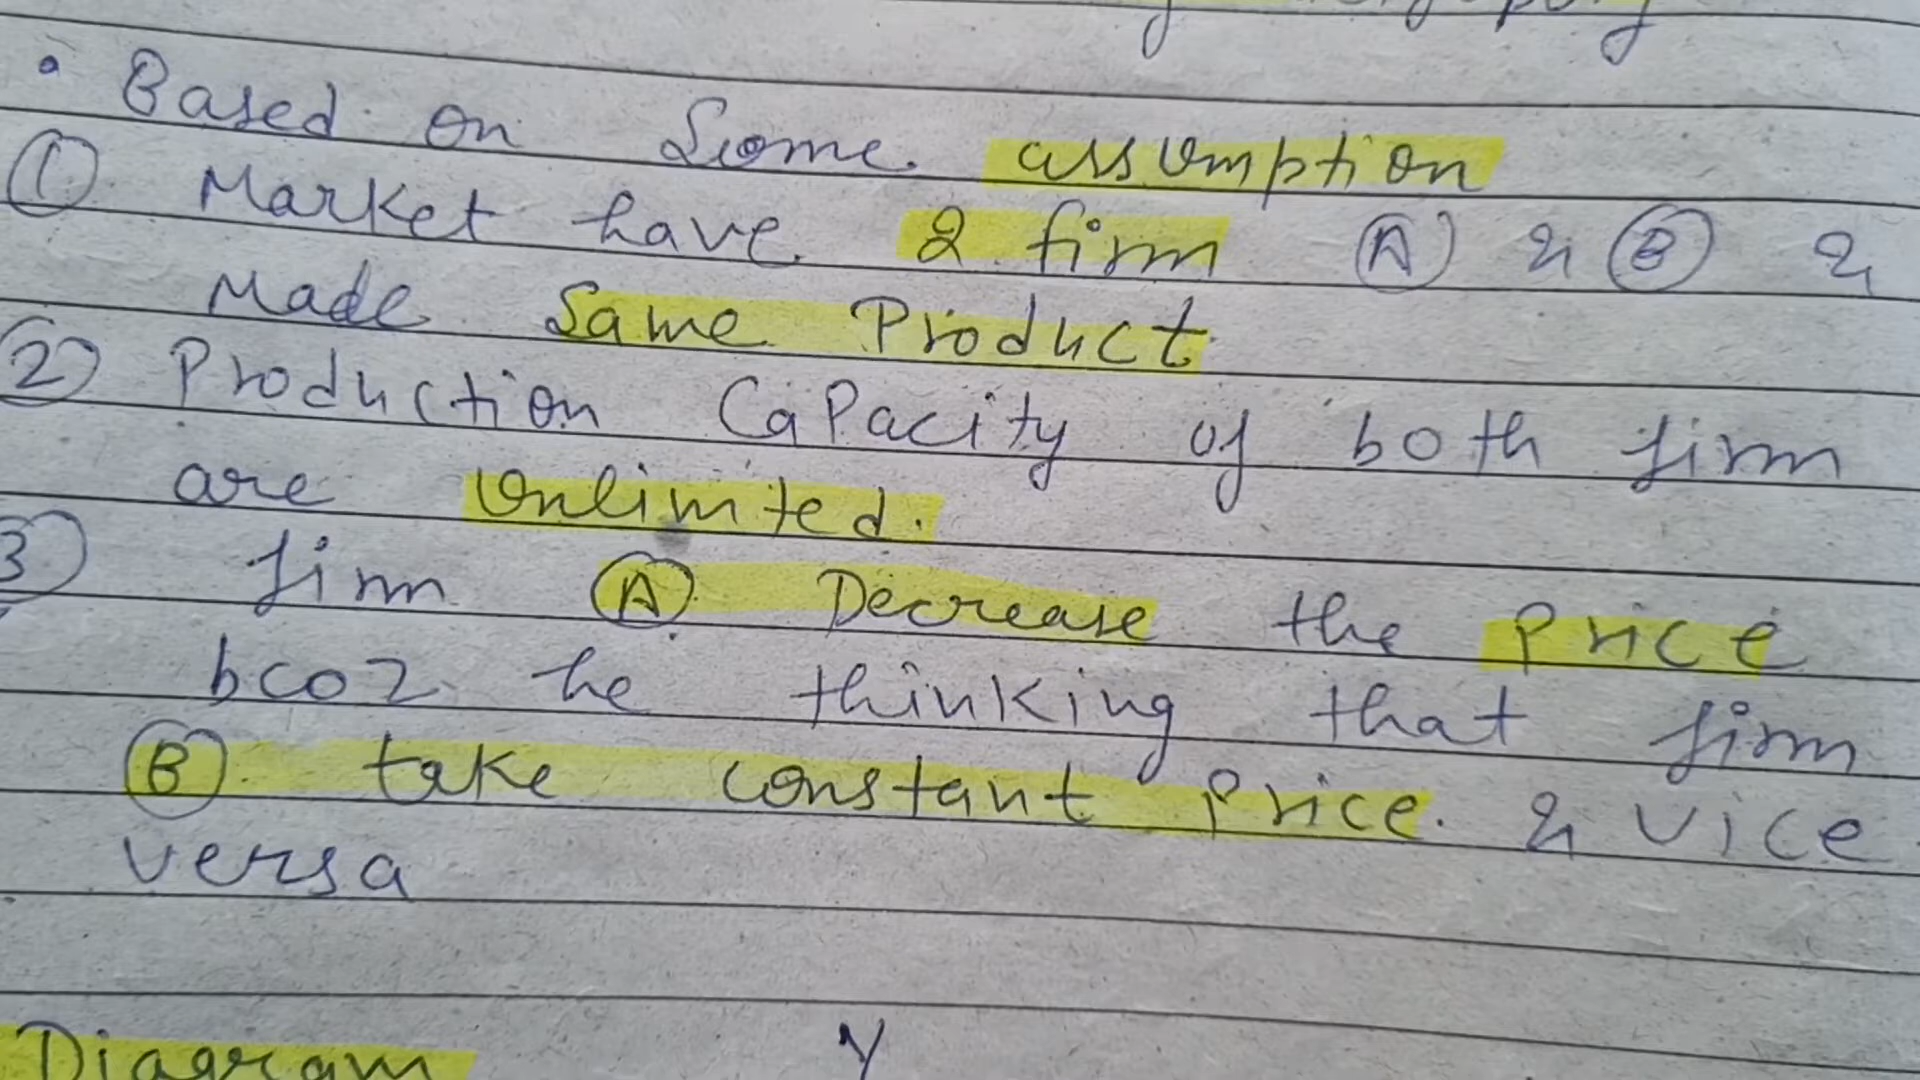 • Based on Some assumption
① Market have 2 firm Ⓐ & Ⓑ &
Made Same Product
② Production Capacity of both firm
are Unlimited.
③ firm Ⓐ Decrease the Price
bcoz he thinking that firm
Ⓑ take constant Price. & vice
versa
Diagram Y